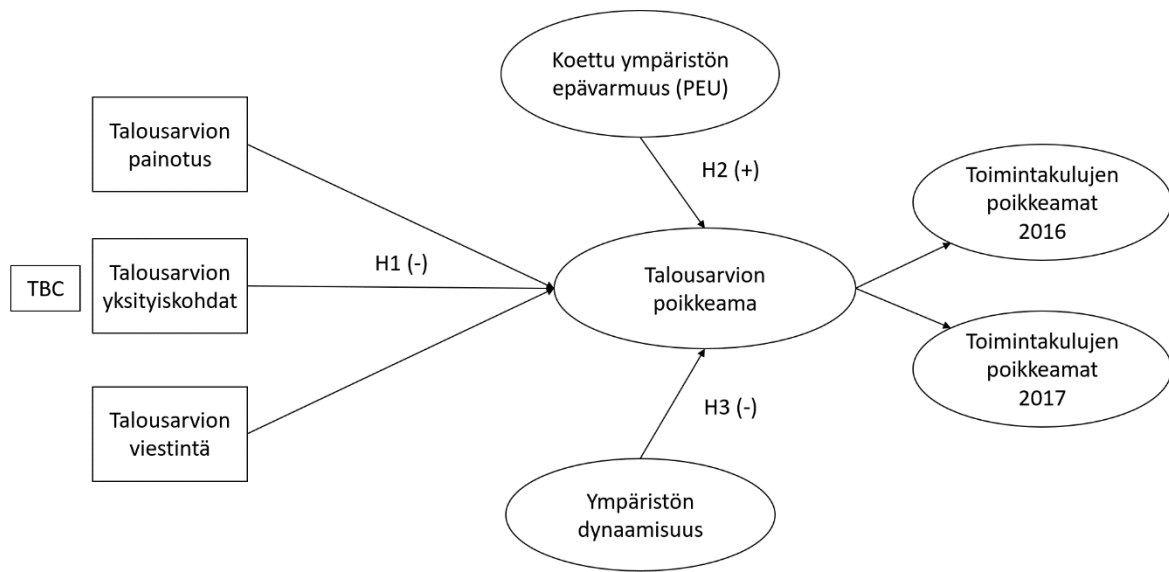 Koettu ympäristön
epävarmuus (PEU)
Talousarvion
painotus
H2 (+)
Toimintakulujen
poikkeamat
2016
TBC
Talousarvion
yksityiskohdat
H1 (-)
Talousarvion
poikkeama
Toimintakulujen
poikkeamat
2017
Talousarvion
viestintä
H3 (-)
Ympäristön
dynaamisuus